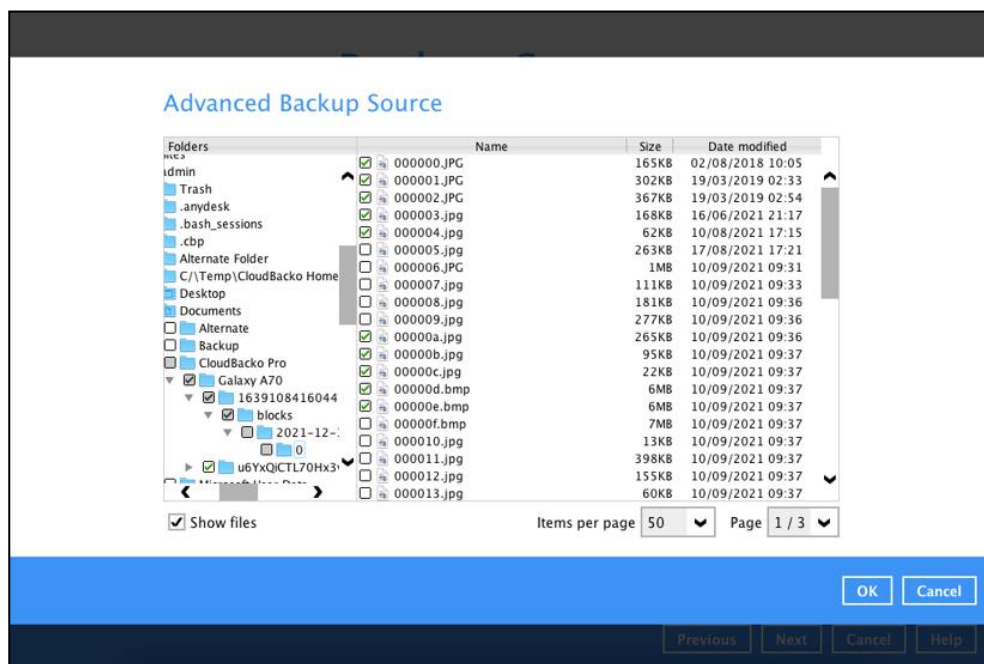 Advanced Backup Source
Folders Name Size Date modified
admin
Trash
.anydesk
.bash_sessions
.cbp
Alternate Folder
C/\Temp\CloudBacko Home
Desktop
Documents
Alternate
Backup
CloudBacko Pro
Galaxy A70
1639108416044
blocks
2021-12-
0
u6YxQiCTL70Hx3
000000.JPG 165KB 02/08/2018 10:05
000001.JPG 302KB 19/03/2019 02:33
000002.JPG 367KB 19/03/2019 02:54
000003.jpg 168KB 16/06/2021 21:17
000004.jpg 62KB 10/08/2021 17:15
000005.jpg 263KB 17/08/2021 17:21
000006.JPG 1MB 10/09/2021 09:31
000007.jpg 111KB 10/09/2021 09:33
000008.jpg 181KB 10/09/2021 09:36
000009.jpg 277KB 10/09/2021 09:36
00000a.jpg 265KB 10/09/2021 09:36
00000b.jpg 95KB 10/09/2021 09:37
00000c.jpg 22KB 10/09/2021 09:37
00000d.bmp 6MB 10/09/2021 09:37
00000e.bmp 6MB 10/09/2021 09:37
00000f.bmp 7MB 10/09/2021 09:37
000010.jpg 13KB 10/09/2021 09:37
000011.jpg 398KB 10/09/2021 09:37
000012.jpg 155KB 10/09/2021 09:37
000013.jpg 60KB 10/09/2021 09:37
Show files Items per page 50 Page 1 / 3
OK Cancel
Previous Next Cancel Help